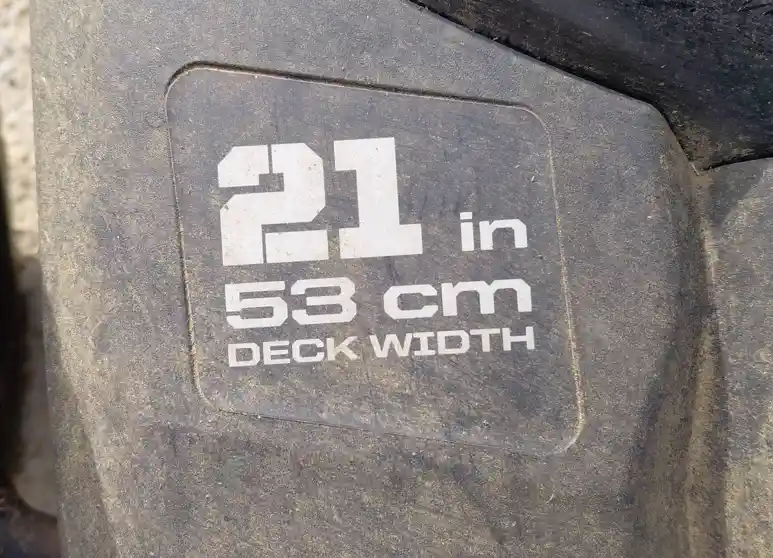 21 in
53 cm
DECK WIDTH